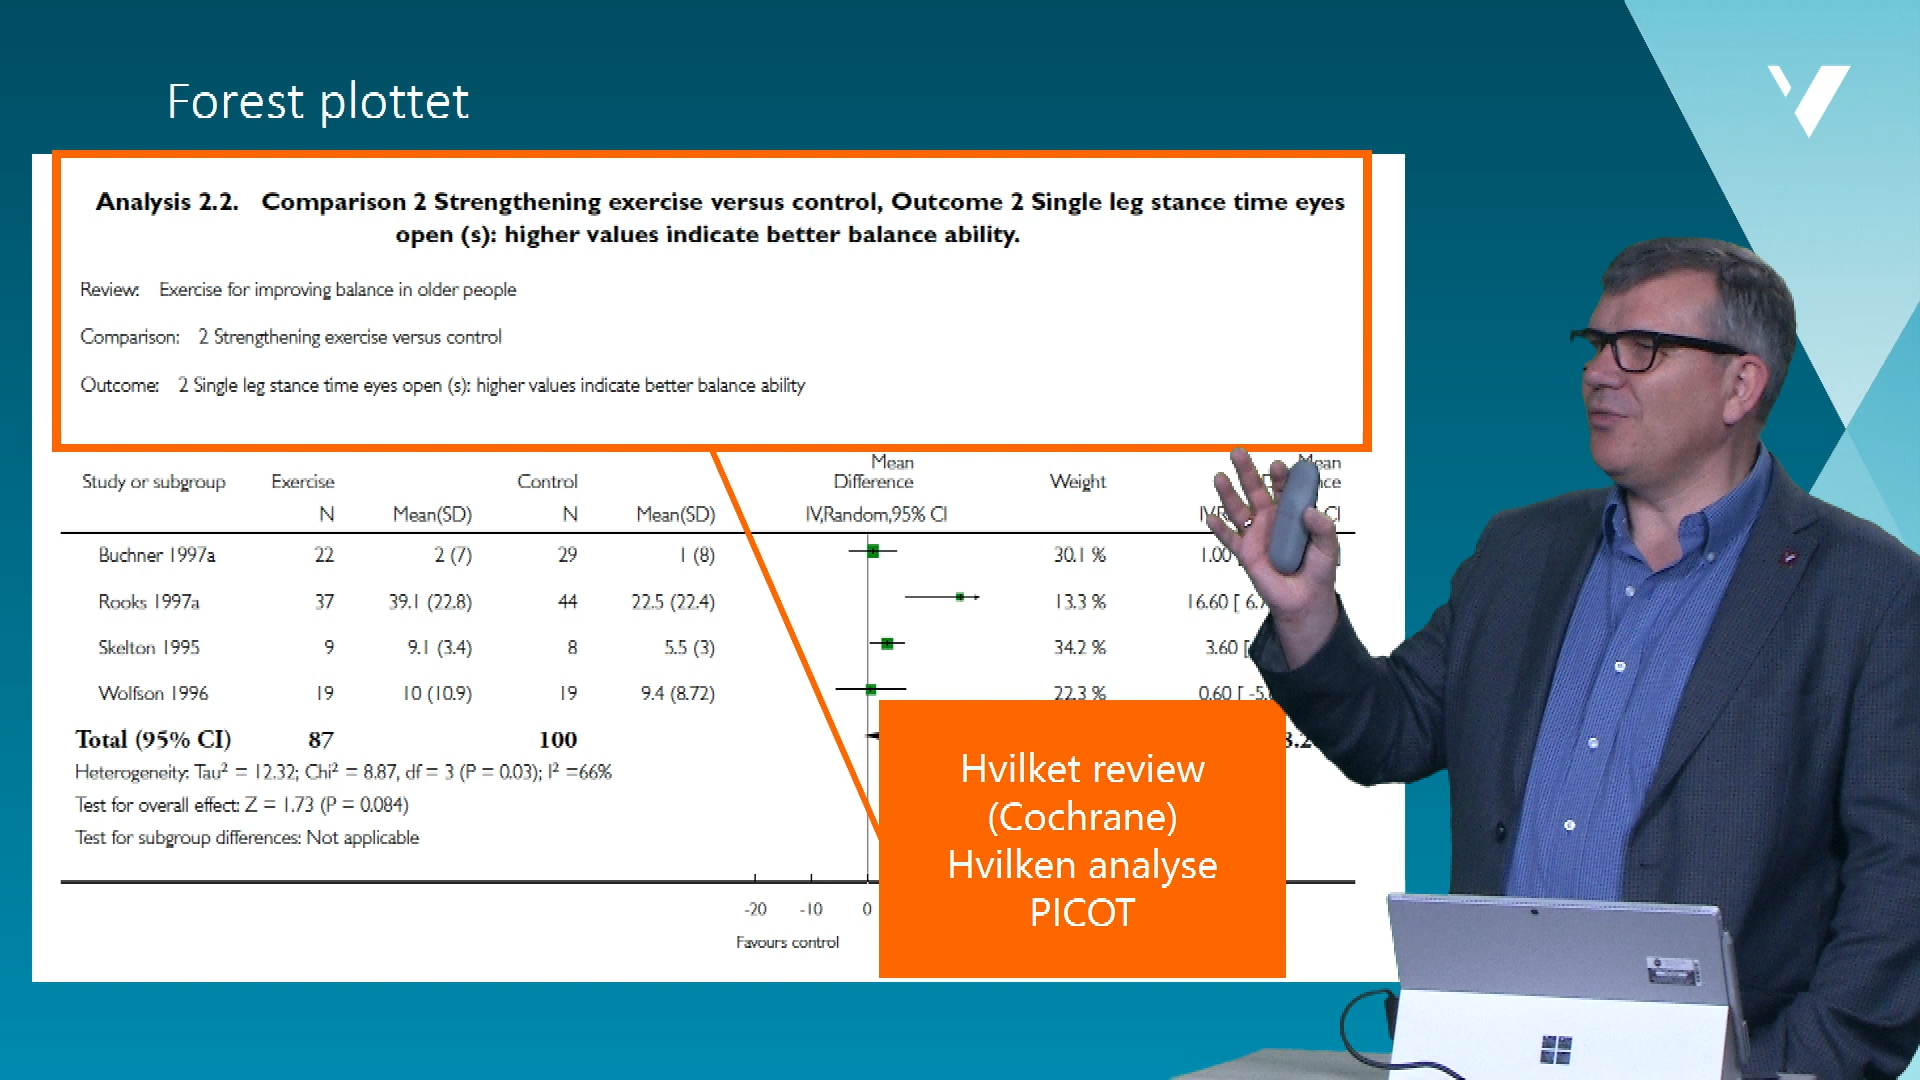 Forest plottet
Analysis 2.2. Comparison 2 Strengthening exercise versus control, Outcome 2 Single leg stance time eyes
open (s): higher values indicate better balance ability.
Review: Exercise for improving balance in older people
Comparison: 2 Strengthening exercise versus control
Outcome: 2 Single leg stance time eyes open (s): higher values indicate better balance ability
Mean
Study or subgroup Exercise Control Difference Weight
N Mean(SD) N Mean(SD) IV,Random,95% CI
Buchner 1997a 22 2 (7) 29 1 (8) 30.1 % 1.00
Rooks 1997a 37 39.1 (22.8) 44 22.5 (22.4) 13.3 % 16.60 [
Skelton 1995 9 9.1 (3.4) 8 5.5 (3) 34.2 % 3.60 [
Wolfson 1996 19 10 (10.9) 19 9.4 (8.72) 22.3 % 0.60 [
Total (95% CI) 87 100
Heterogeneity: Tau² = 12.32; Chi² = 8.87, df = 3 (P = 0.03); I² =66%
Test for overall effect: Z = 1.73 (P = 0.084)
Test for subgroup differences: Not applicable
-20 -10 0
Favours control
Hvilket review
(Cochrane)
Hvilken analyse
PICOT